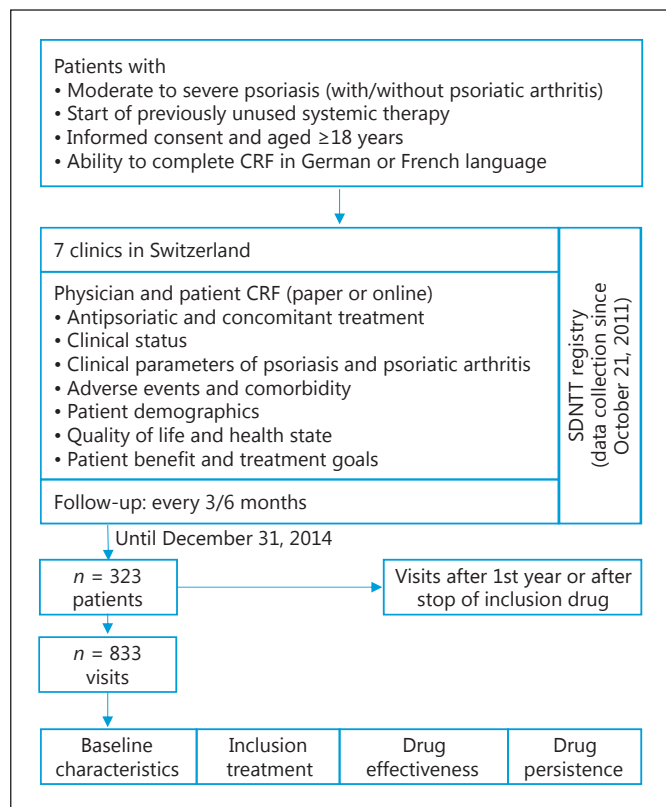 Patients with
• Moderate to severe psoriasis (with/without psoriatic arthritis)
• Start of previously unused systemic therapy
• Informed consent and aged ≥18 years
• Ability to complete CRF in German or French language
7 clinics in Switzerland
Physician and patient CRF (paper or online)
• Antipsoriatic and concomitant treatment
• Clinical status
• Clinical parameters of psoriasis and psoriatic arthritis
• Adverse events and comorbidity
• Patient demographics
• Quality of life and health state
• Patient benefit and treatment goals
Follow-up: every 3/6 months
SDNTT registry
(data collection since
October 21, 2011)
Until December 31, 2014
n = 323
patients
Visits after 1st year or after
stop of inclusion drug
n = 833
visits
Baseline
characteristics
Inclusion
treatment
Drug
effectiveness
Drug
persistence